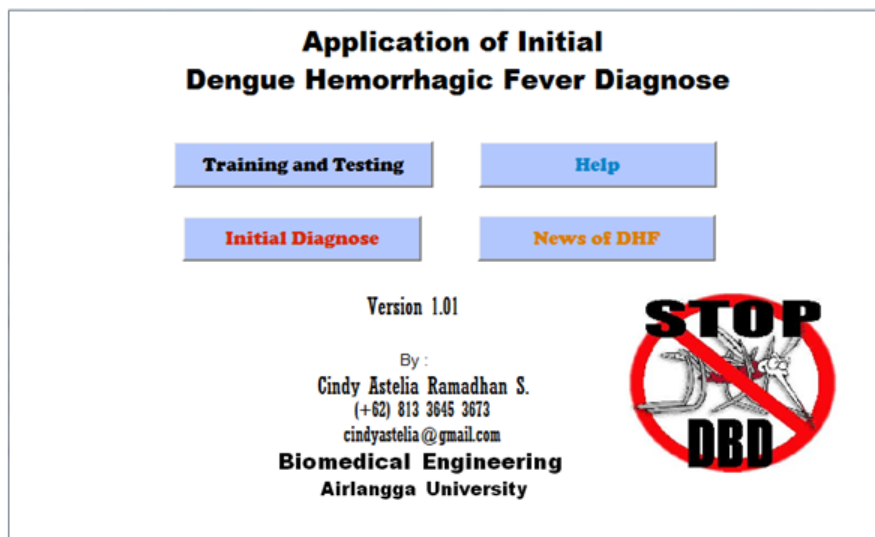 Application of Initial
Dengue Hemorrhagic Fever Diagnose
Training and Testing
Help
Initial Diagnose
News of DHF
Version 1.01
By :
Cindy Astelia Ramadhan S.
(+62) 813 3645 3673
cindyastelia@gmail.com
Biomedical Engineering
Airlangga University
STOP
DBD